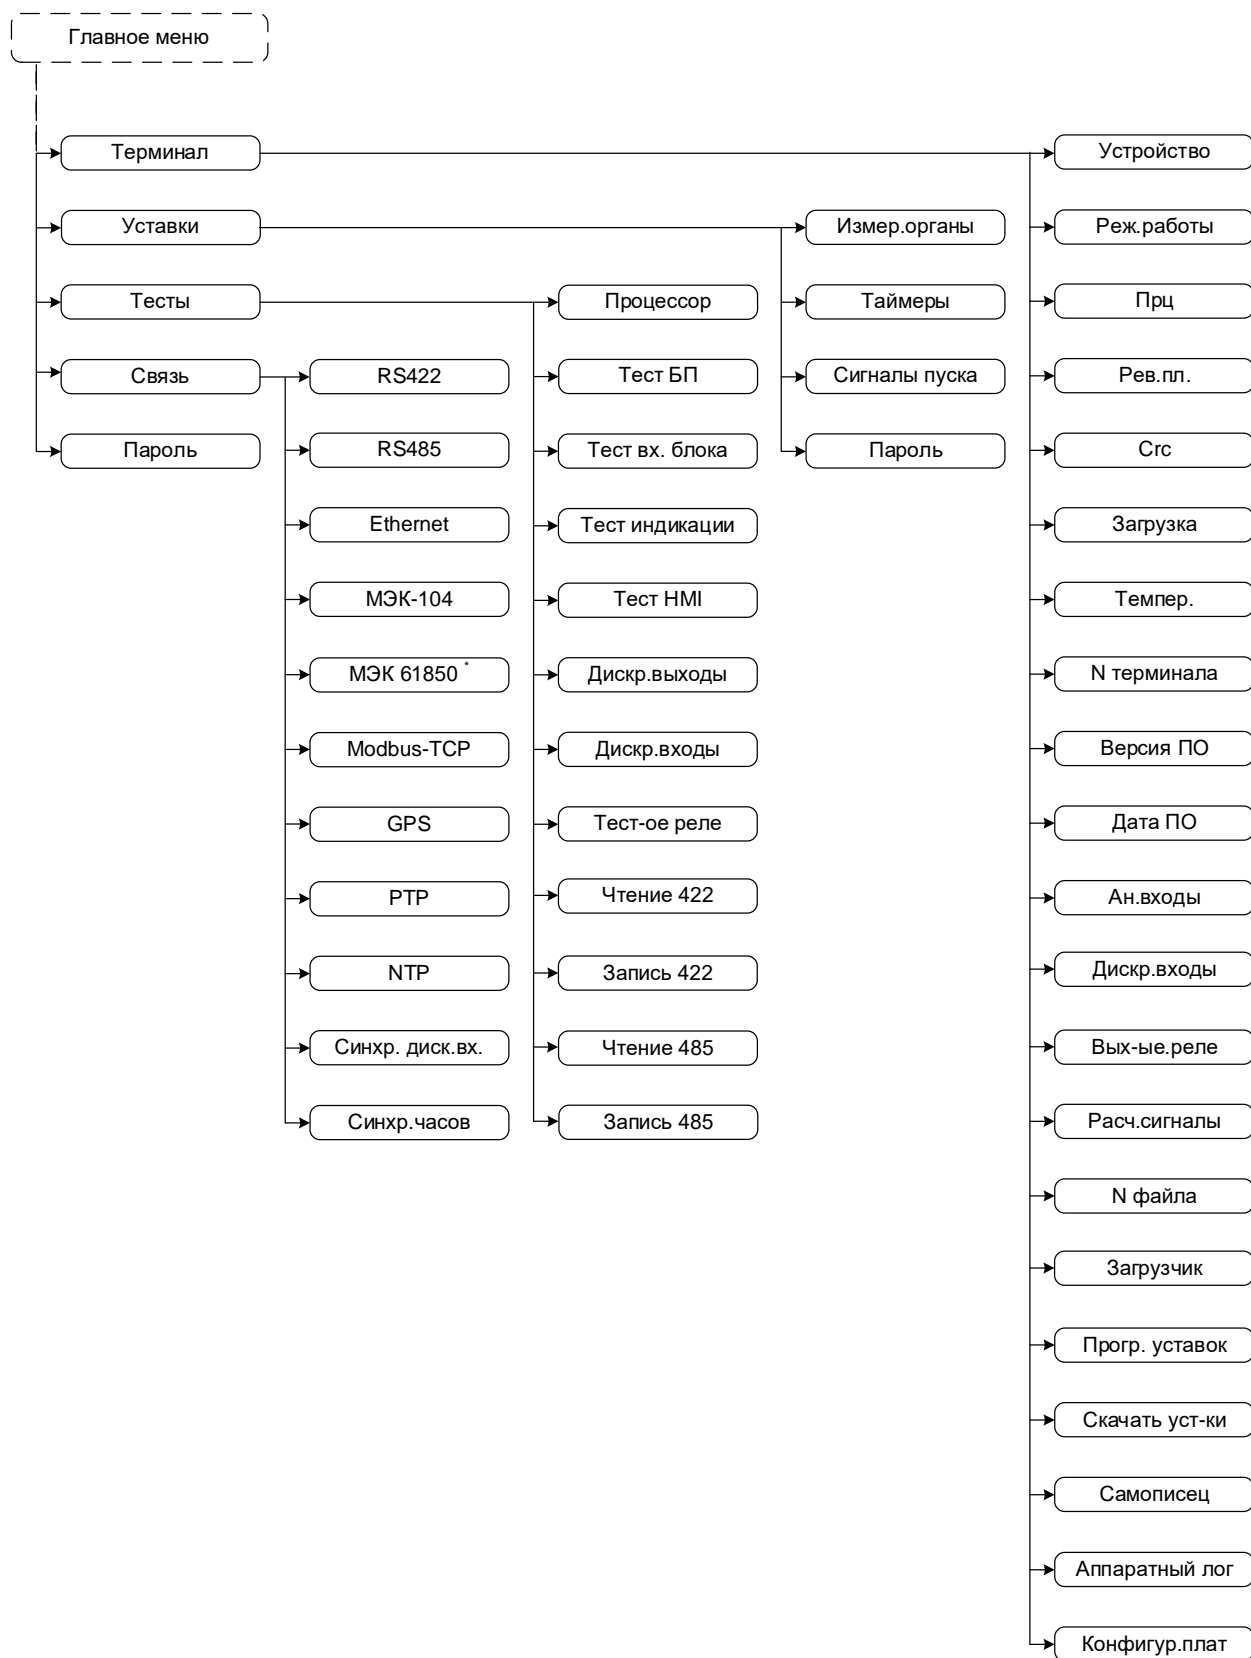 Главное меню
Терминал
Уставки
Тесты
Связь
Пароль
RS422
RS485
Ethernet
МЭК-104
МЭК 61850 *
Modbus-TCP
GPS
PTP
NTP
Синхр. диск.вх.
Синхр.часов
Процессор
Тест БП
Тест вх. блока
Тест индикации
Тест HMI
Дискр.выходы
Дискр.входы
Тест-ое реле
Чтение 422
Запись 422
Чтение 485
Запись 485
Измер.органы
Таймеры
Сигналы пуска
Пароль
Устройство
Реж.работы
Прц
Рев.пл.
Crc
Загрузка
Темпер.
N терминала
Версия ПО
Дата ПО
Ан.входы
Дискр.входы
Вых-ые.реле
Расч.сигналы
N файла
Загрузчик
Прогр. уставок
Скачать уст-ки
Самописец
Аппаратный лог
Конфигур.плат